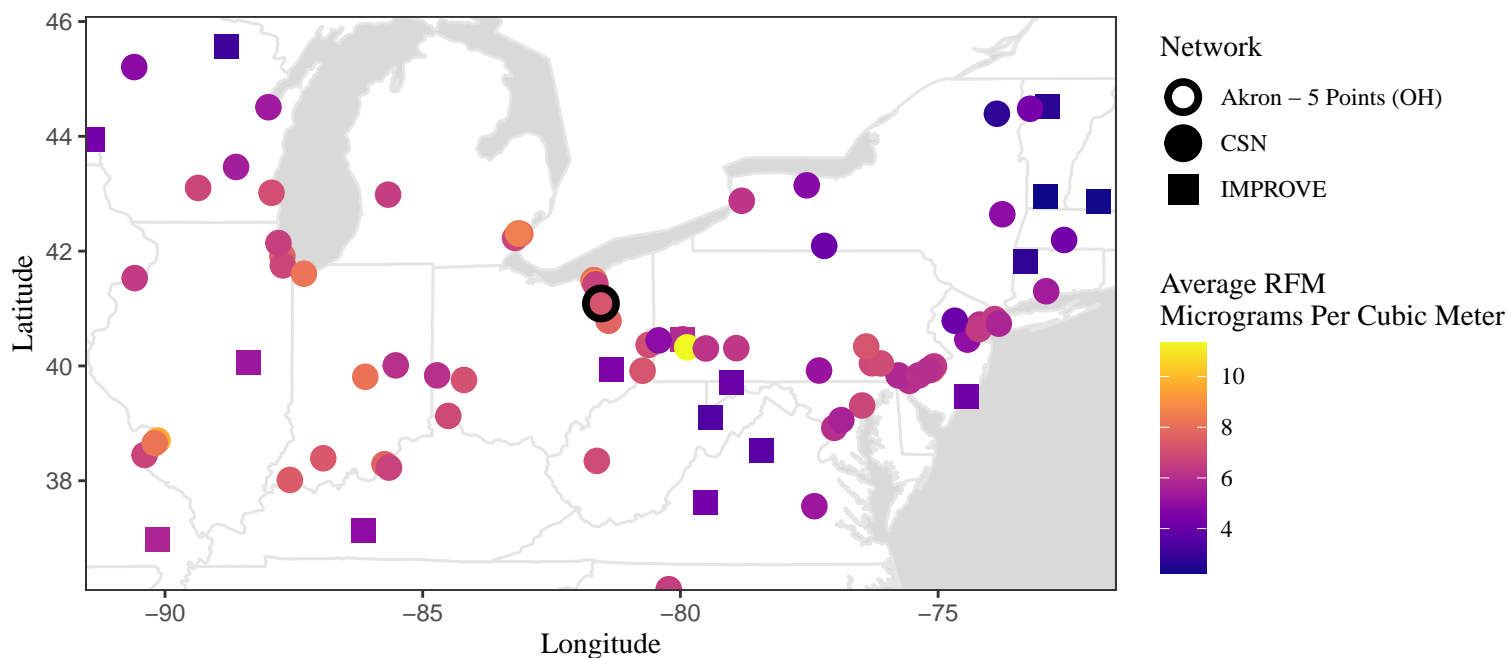 46
44
42
40
38
Latitude
−90
−85
−80
−75
Longitude
Network
Akron − 5 Points (OH)
CSN
IMPROVE
Average RFM
Micrograms Per Cubic Meter
10
8
6
4